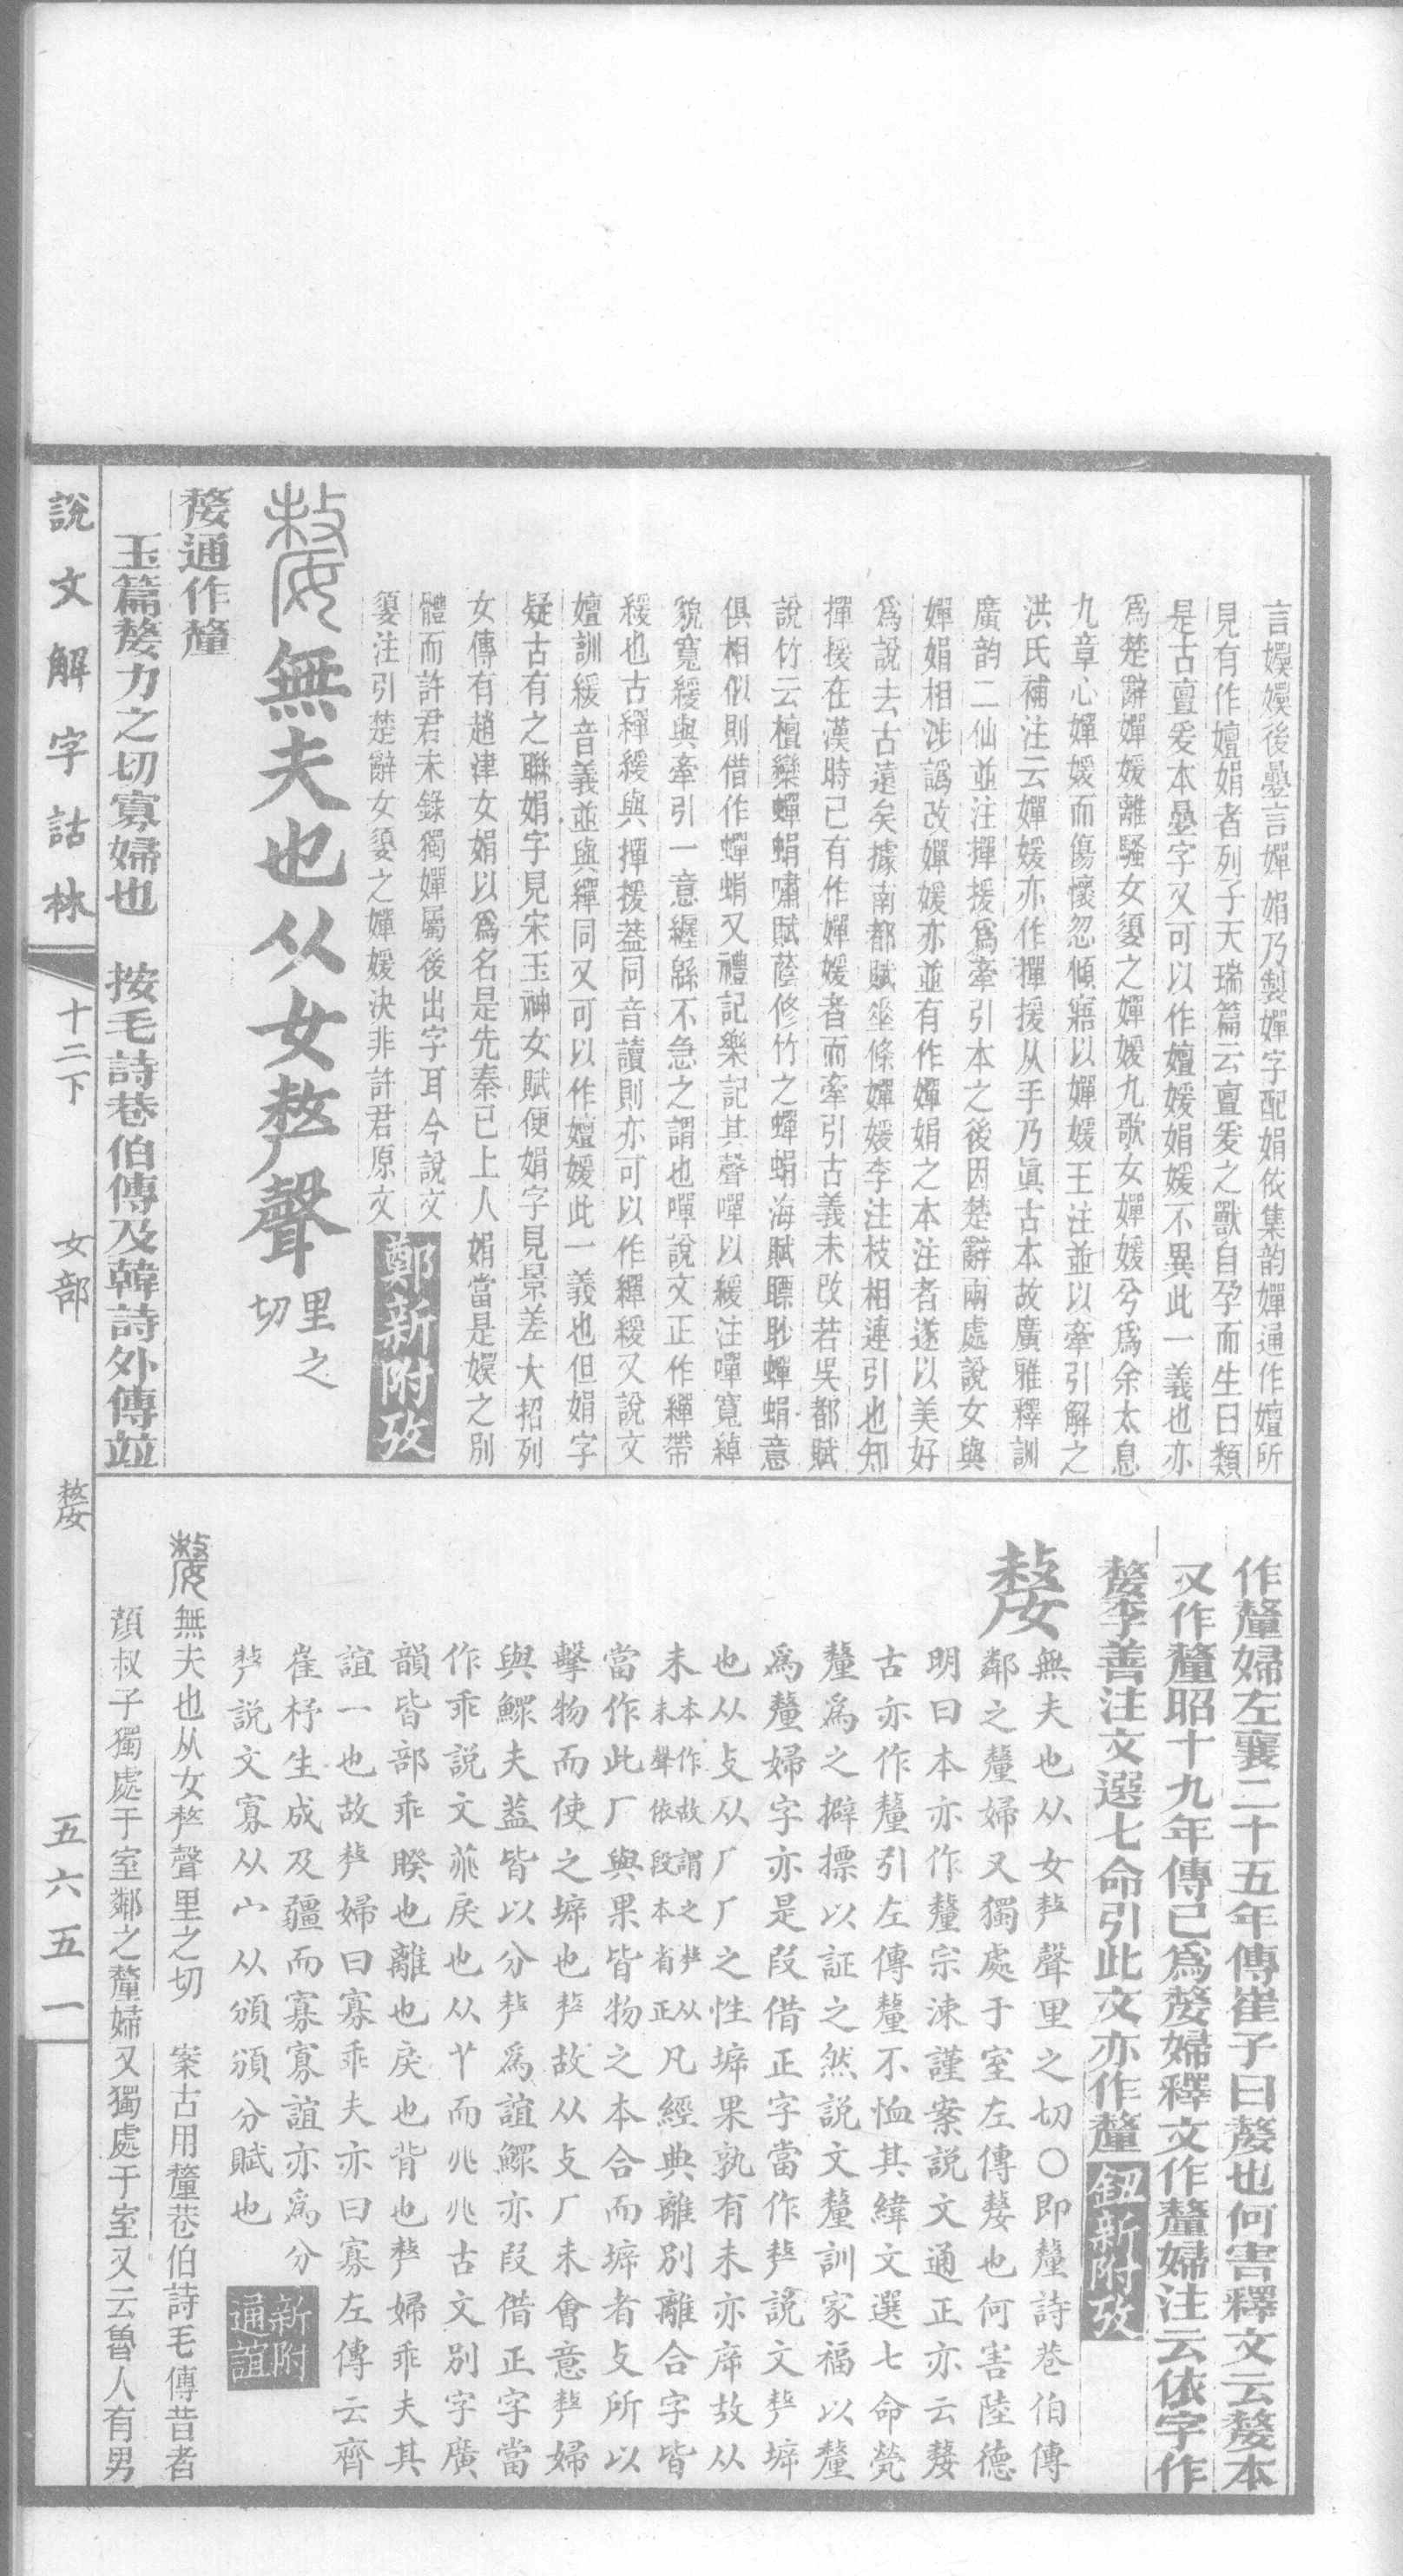 言嬛嬛後曡言嬋娟乃製嬋字配娟依集韵嬋通作嬗所
見有作嬗娟者列子天瑞篇云亶爰之獸自孕而生曰類
是古亶爰本曡字又可以作嬗媛娟媛不異此一義也亦
爲楚辭嬋媛離騷女嬃之嬋媛九歌女嬋媛兮爲余太息
九章心嬋媛而傷懷忽傾寤以嬋媛王注並以牽引解之
洪氏補注云嬋媛亦作撣援从手乃眞古本故廣雅釋訓
廣韵二仙並注撣援爲牽引本之後因楚辭兩處說女與
嬋娟相涉譌改嬋媛亦並有作嬋娟之本注者遂以美好
爲說去古遠矣據南都賦垂條嬋媛李注枝相連引也知
撣援在漢時已有作嬋媛者而牽引古義未改若吳都賦
說竹云檀欒蟬蜎嘯賦蔭修竹之蟬蜎海賦瞟眇蟬蜎意
俱相似則借作蟬蜎又禮記樂記其聲嘽以緩注嘽寬綽
貌寬緩與牽引一意纏緜不急之謂也嘽說文正作繟帶
緩也古繟緩與撣援葢同音讀則亦可以作繟緩又說文
嬗訓緩音義並與繟同又可以作嬗媛此一義也但娟字
疑古有之聯娟字見宋玉神女賦便娟字見景差大招列
女傳有趙津女娟以爲名是先秦已上人娟當是嬛之別
體而許君未錄獨嬋屬後出字耳今說文
嬃注引楚辭女嬃之嬋媛決非許君原文
鄭新附攷
嫠無夫也从女𠩺聲里之切
嫠通作釐
玉篇嫠力之切寡婦也 按毛詩巷伯傳及韓詩外傳竝
作釐婦左襄二十五年傳崔子曰嫠也何害釋文云嫠本
又作釐昭十九年傳已爲嫠婦釋文作釐婦注云依字作
嫠李善注文選七命引此文亦作釐
鈕新附攷
嫠
無夫也从女𠩺聲里之切〇即釐詩巷伯傳
鄰之釐婦又獨處于室左傳嫠也何害陸德
明曰本亦作釐宗涑謹案說文通正亦云嫠
古亦作釐引左傳釐不恤其緯文選七命煢
釐爲之擗摽以証之然說文釐訓家福以釐
爲釐婦字亦是叚借正字當作𠩺說文𠩺墲
也从攴从厂厂之性墲果孰有未亦㡿故从
未本作故謂之𠩺从未聲依段本省正凡經典離別離合字皆
當作此厂與果皆物之本合而墲者攴所以
擊物而使之墲也𠩺故从攴厂未會意𠩺婦
與鰥夫葢皆以分𠩺爲誼鰥亦叚借正字當
作乖說文𠁥戾也从𦫳而𠔁𠔁古文別字廣
韻皆部乖睽也離也戾也背也𠩺婦乖夫其
誼一也故𠩺婦曰寡乖夫亦曰寡左傳云齊
崔杼生成及疆而寡寡誼亦爲分
𠩺說文寡从宀从頒頒分賦也
新附通誼
嫠無夫也从女𠩺聲里之切 案古用釐巷伯詩毛傳昔者
顔叔子獨處于室鄰之釐婦又獨處于室又云魯人有男
說文解字詁林
十二下
女部
嫠
五六五一